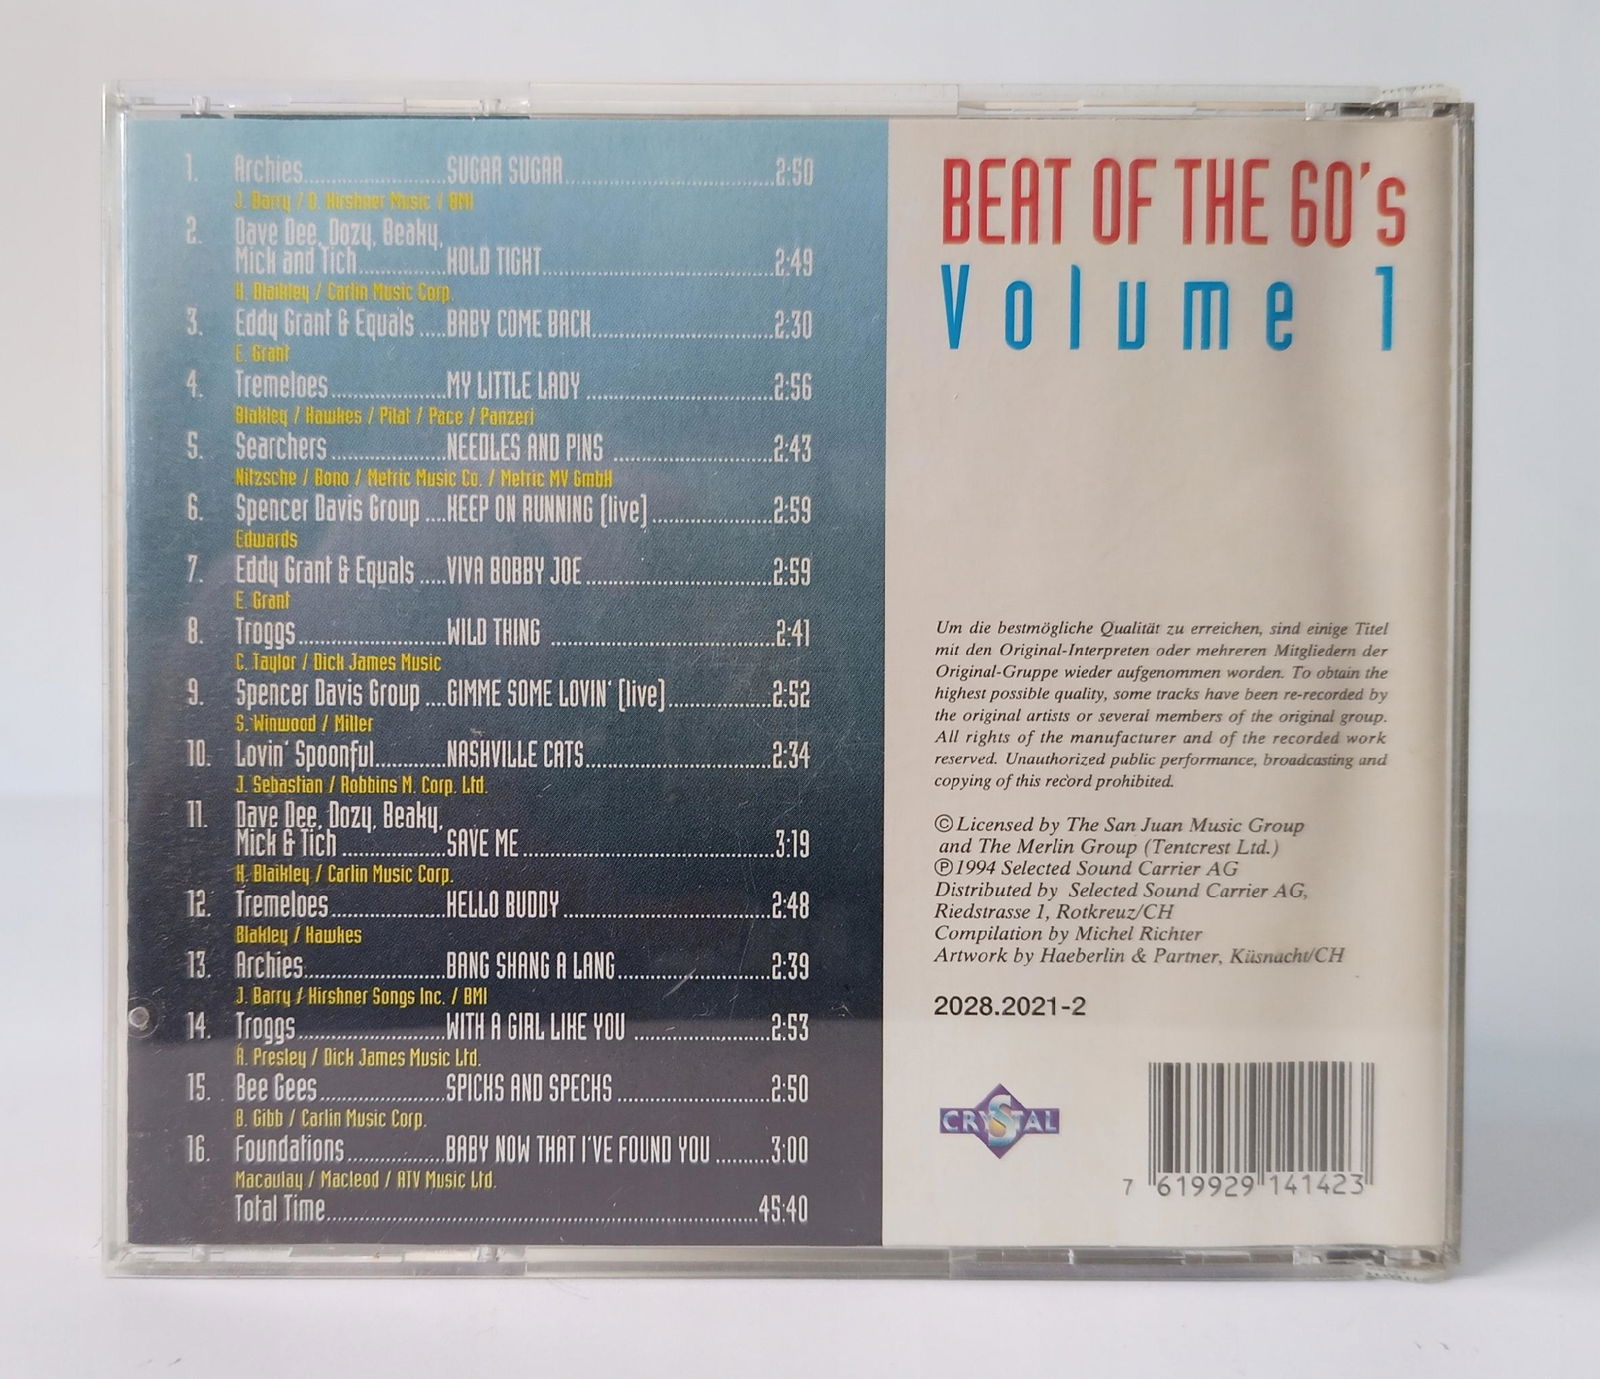 1. Archies..................SUGAR SUGAR..........................2:50
J. Barry / D. Kirshner Music / BMI
2. Dave Dee, Dozy, Beaky,
Mick and Tich...........HOLD TIGHT.............................2:49
H. Blaikley / Carlin Music Corp.
3. Eddy Grant & Equals ....BABY COME BACK......................2:30
E. Grant
4. Tremeloes..............MY LITTLE LADY .......................2:56
Blakley / Hawkes / Pilat / Pace / Panzeri
5. Searchers ..............NEEDLES AND PINS ...................2:43
Nitzsche / Bono / Metric Music Co. / Metric MV GmbH
6. Spencer Davis Group ....KEEP ON RUNNING (live)..............2:59
Edwards
7. Eddy Grant & Equals .....VIVA BOBBY JOE ......................2:59
E. Grant
8. Troggs..................WILD THING ...........................2:41
C. Taylor / Dick James Music
9. Spencer Davis Group ....GIMME SOME LOVIN' (live)............2:52
S. Winwood / Miller
10. Lovin' Spoonful.........NASHVILLE CATS......................2:34
J. Sebastian / Robbins M. Corp. Ltd.
11. Dave Dee, Dozy, Beaky,
Mick & Tich .............SAVE ME ...............................3:19
H. Blaikley / Carlin Music Corp.
12. Tremeloes..............HELLO BUDDY..........................2:48
Blakley / Hawkes
13. Archies.................BANG SHANG A LANG..................2:39
J. Barry / Kirshner Songs Inc. / BMI
14. Troggs..................WITH A GIRL LIKE YOU ................2:53
R. Presley / Dick James Music Ltd.
15. Bee Gees...............SPICKS AND SPECKS ..................2:50
B. Gibb / Carlin Music Corp.
16. Foundations............BABY NOW THAT I'VE FOUND YOU .......3:00
Macaulay / Macleod / ATV Music Ltd.
Total Time......................................................45:40
BEAT OF THE 60's
Volume 1
Um die bestmögliche Qualität zu erreichen, sind einige Titel
mit den Original-Interpreten oder mehreren Mitgliedern der
Original-Gruppe wieder aufgenommen worden. To obtain the
highest possible quality, some tracks have been re-recorded by
the original artists or several members of the original group.
All rights of the manufacturer and of the recorded work
reserved. Unauthorized public performance, broadcasting and
copying of this record prohibited.
© Licensed by The San Juan Music Group
and The Merlin Group (Tentcrest Ltd.)
℗ 1994 Selected Sound Carrier AG
Distributed by Selected Sound Carrier AG,
Riedstrasse 1, Rotkreuz/CH
Compilation by Michel Richter
Artwork by Haeberlin & Partner, Küsnacht/CH
2028.2021-2
CRYSTAL
7 619929 141423